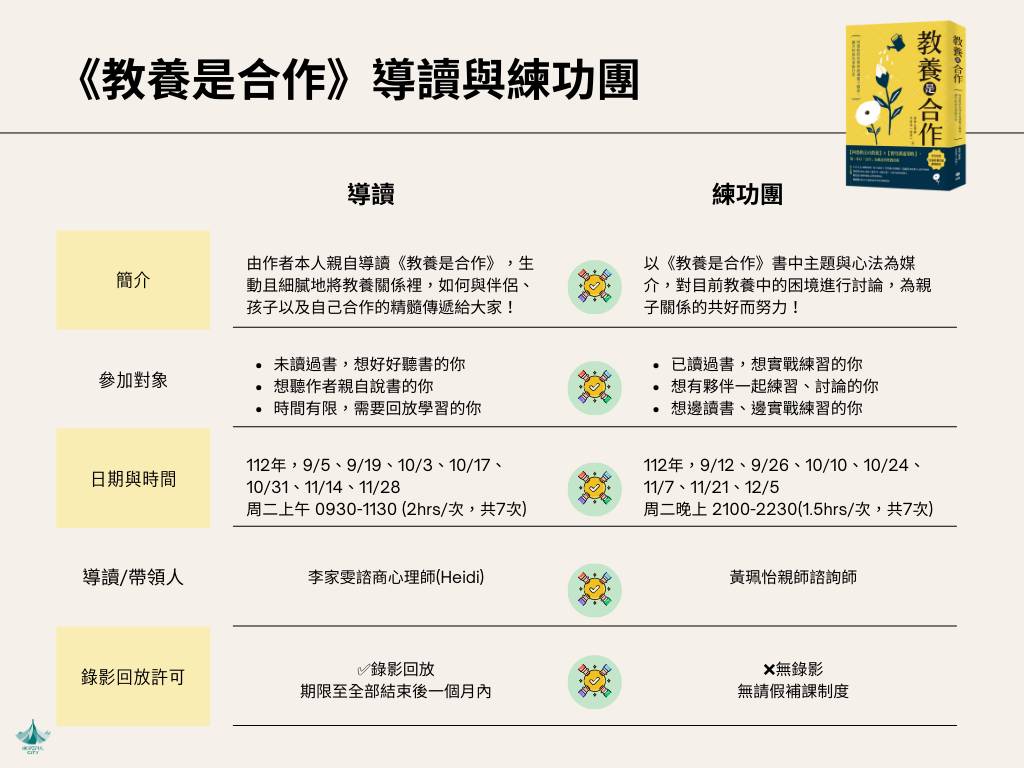 《教養是合作》導讀與練功團
教養是合作
教養是合作
導讀
練功團
簡介
由作者本人親自導讀《教養是合作》，生
動且細膩地將教養關係裡，如何與伴侶、
孩子以及自己合作的精髓傳遞給大家！
以《教養是合作》書中主題與心法為媒
介，對目前教養中的困境進行討論，為親
子關係的共好而努力！
參加對象
• 未讀過書，想好好聽書的你
• 想聽作者親自說書的你
• 時間有限，需要回放學習的你
• 已讀過書，想實戰練習的你
• 想有夥伴一起練習、討論的你
• 想邊讀書、邊實戰練習的你
日期與時間
112年，9/5、9/19、10/3、10/17、
10/31、11/14、11/28
周二上午 0930-1130 (2hrs/次，共7次)
112年，9/12、9/26、10/10、10/24、
11/7、11/21、12/5
周二晚上 2100-2230(1.5hrs/次，共7次)
導讀/帶領人
李家雯諮商心理師(Heidi)
黃珮怡親師諮詢師
錄影回放許可
✅錄影回放
期限至全部結束後一個月內
❌無錄影
無請假補課制度
CITY